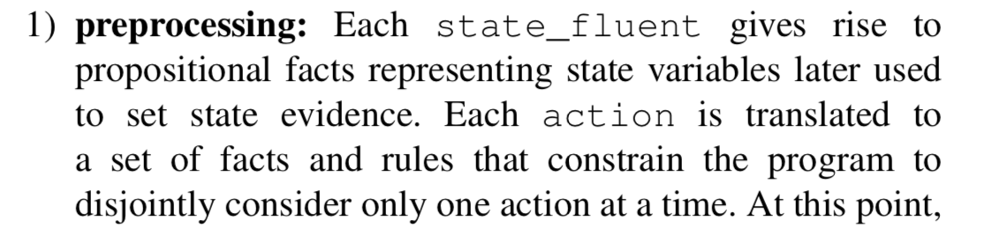 1) preprocessing: Each state_fluent gives rise to
propositional facts representing state variables later used
to set state evidence. Each action is translated to
a set of facts and rules that constrain the program to
disjointly consider only one action at a time. At this point,